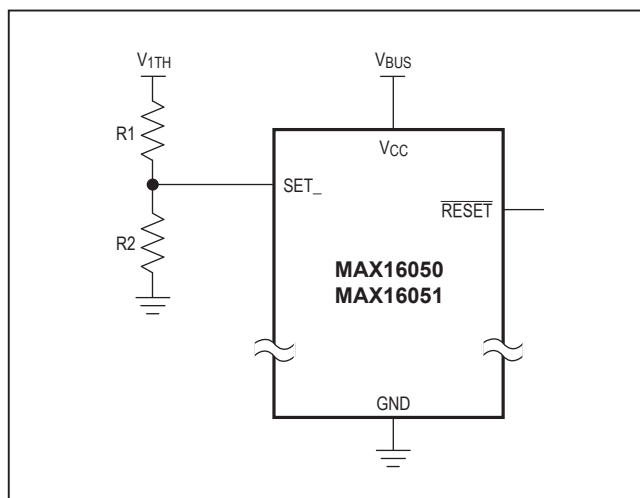 V1TH
VBUS
R1
VCC
SET_
RESET
R2
MAX16050
MAX16051
GND